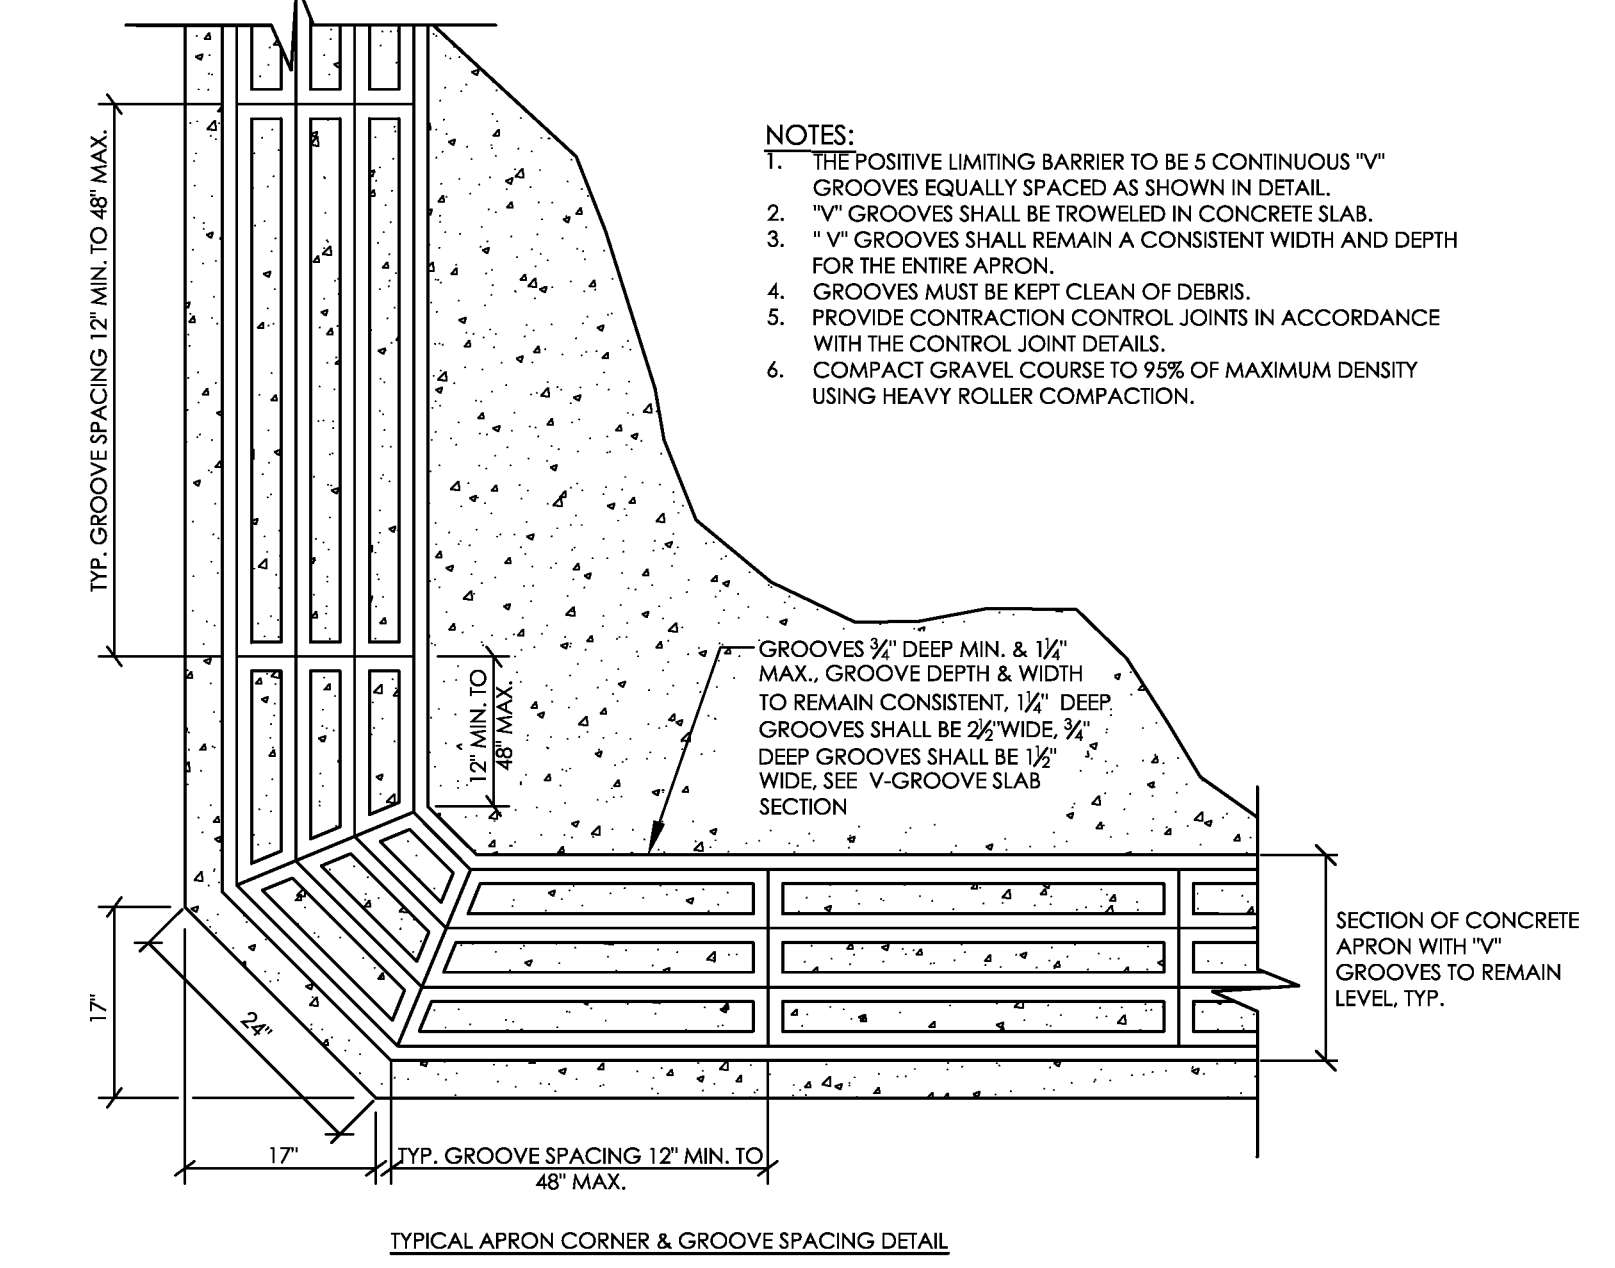 NOTES:
1. THE POSITIVE LIMITING BARRIER TO BE 5 CONTINUOUS "V"
GROOVES EQUALLY SPACED AS SHOWN IN DETAIL.
2. "V" GROOVES SHALL BE TROWELED IN CONCRETE SLAB.
3. " V" GROOVES SHALL REMAIN A CONSISTENT WIDTH AND DEPTH
FOR THE ENTIRE APRON.
4. GROOVES MUST BE KEPT CLEAN OF DEBRIS.
5. PROVIDE CONTRACTION CONTROL JOINTS IN ACCORDANCE
WITH THE CONTROL JOINT DETAILS.
6. COMPACT GRAVEL COURSE TO 95% OF MAXIMUM DENSITY
USING HEAVY ROLLER COMPACTION.
TYP. GROOVE SPACING 12" MIN. TO 48" MAX.
12" MIN. TO
48" MAX.
GROOVES ¾" DEEP MIN. & 1¼"
MAX., GROOVE DEPTH & WIDTH
TO REMAIN CONSISTENT, 1¼" DEEP
GROOVES SHALL BE 2½"WIDE, ¾"
DEEP GROOVES SHALL BE 1½"
WIDE, SEE V-GROOVE SLAB
SECTION
SECTION OF CONCRETE
APRON WITH "V"
GROOVES TO REMAIN
LEVEL, TYP.
17"
24"
17"
TYP. GROOVE SPACING 12" MIN. TO
48" MAX.
TYPICAL APRON CORNER & GROOVE SPACING DETAIL